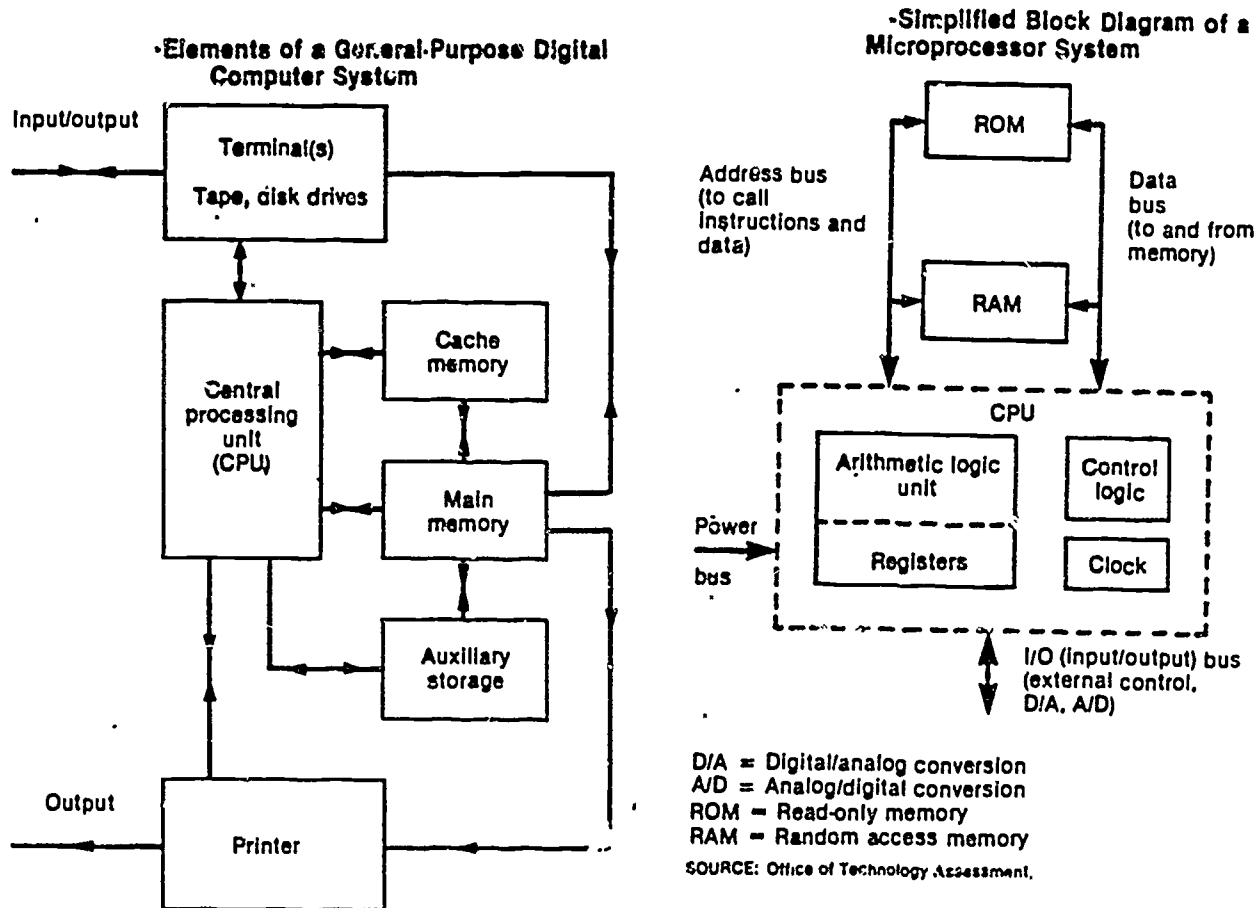 Elements of a General-Purpose Digital
Computer System
Input/output
Terminal(s)
Tape, disk drives
Central
processing
unit
(CPU)
Cache
memory
Main
memory
Auxiliary
storage
Output
Printer
Simplified Block Diagram of a
Microprocessor System
ROM
Address bus
(to call
instructions and
data)
Data
bus
(to and from
memory)
RAM
CPU
Arithmetic logic
unit
Registers
Control
logic
Clock
Power
bus
I/O (input/output) bus
(external control,
D/A, A/D)
D/A = Digital/analog conversion
A/D = Analog/digital conversion
ROM = Read-only memory
RAM = Random access memory
SOURCE: Office of Technology Assessment.